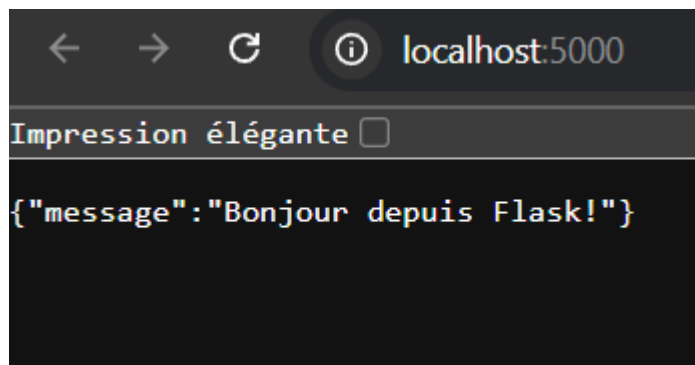 localhost:5000
Impression élégante
{"message":"Bonjour depuis Flask!"}